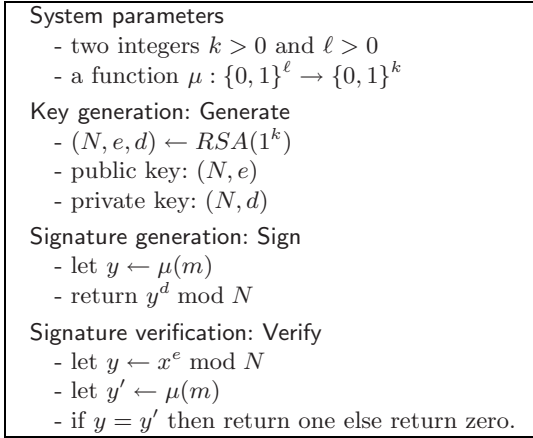 System parameters
- two integers k > 0 and ℓ > 0
- a function μ : {0, 1}^ℓ → {0, 1}^k
Key generation: Generate
- (N, e, d) ← RSA(1^k)
- public key: (N, e)
- private key: (N, d)
Signature generation: Sign
- let y ← μ(m)
- return y^d mod N
Signature verification: Verify
- let y ← x^e mod N
- let y′ ← μ(m)
- if y = y′ then return one else return zero.